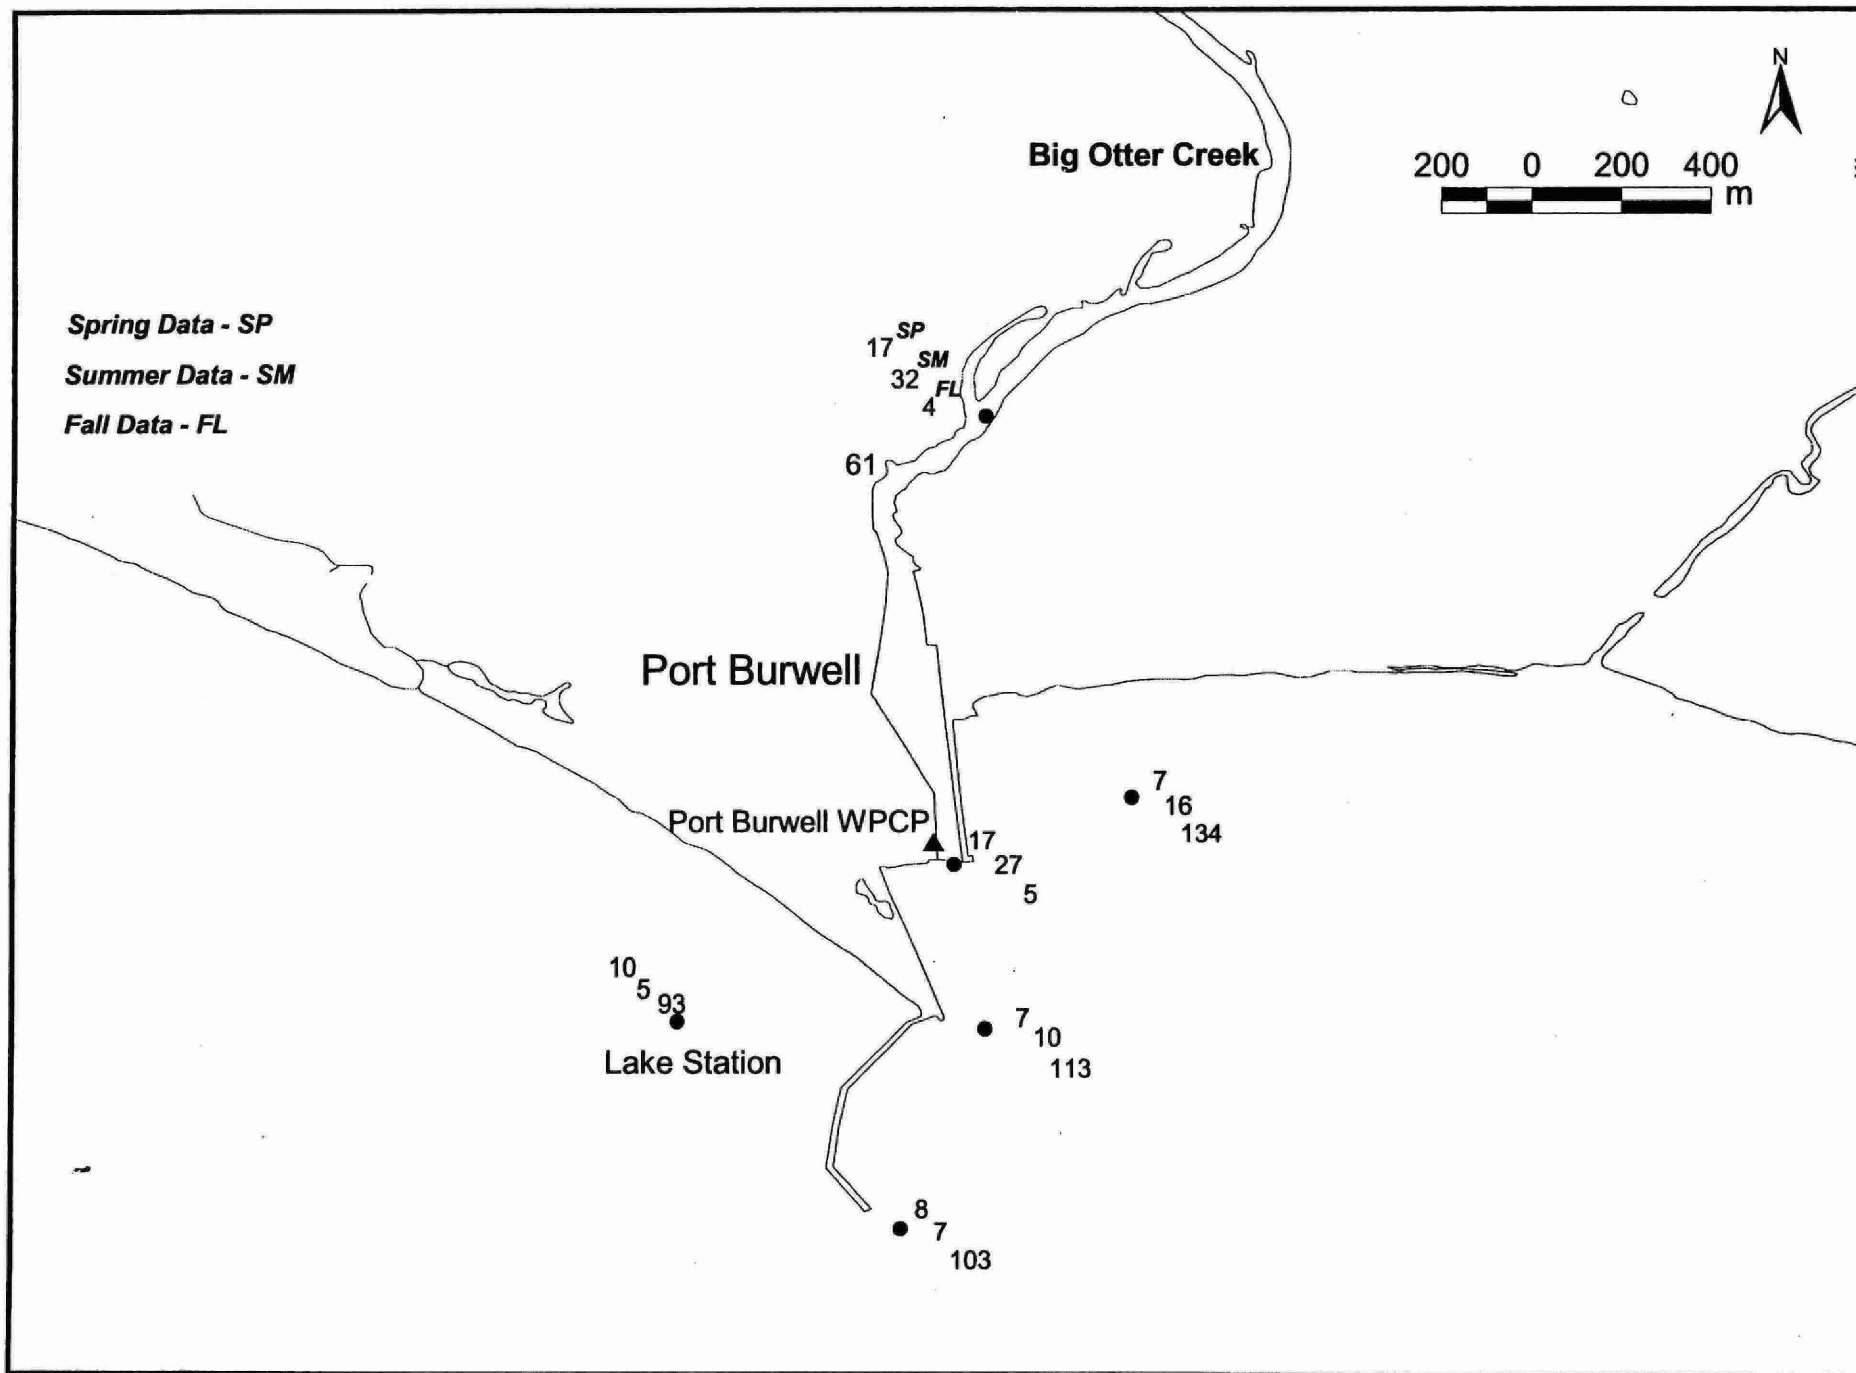 N
Big Otter Creek
200 0 200 400
m
Spring Data - SP
Summer Data - SM
Fall Data - FL
17 SP
32 SM
4 FL
61
Port Burwell
7
16
134
Port Burwell WPCP
17
27
5
10
5
93
Lake Station
7
10
113
8
7
103